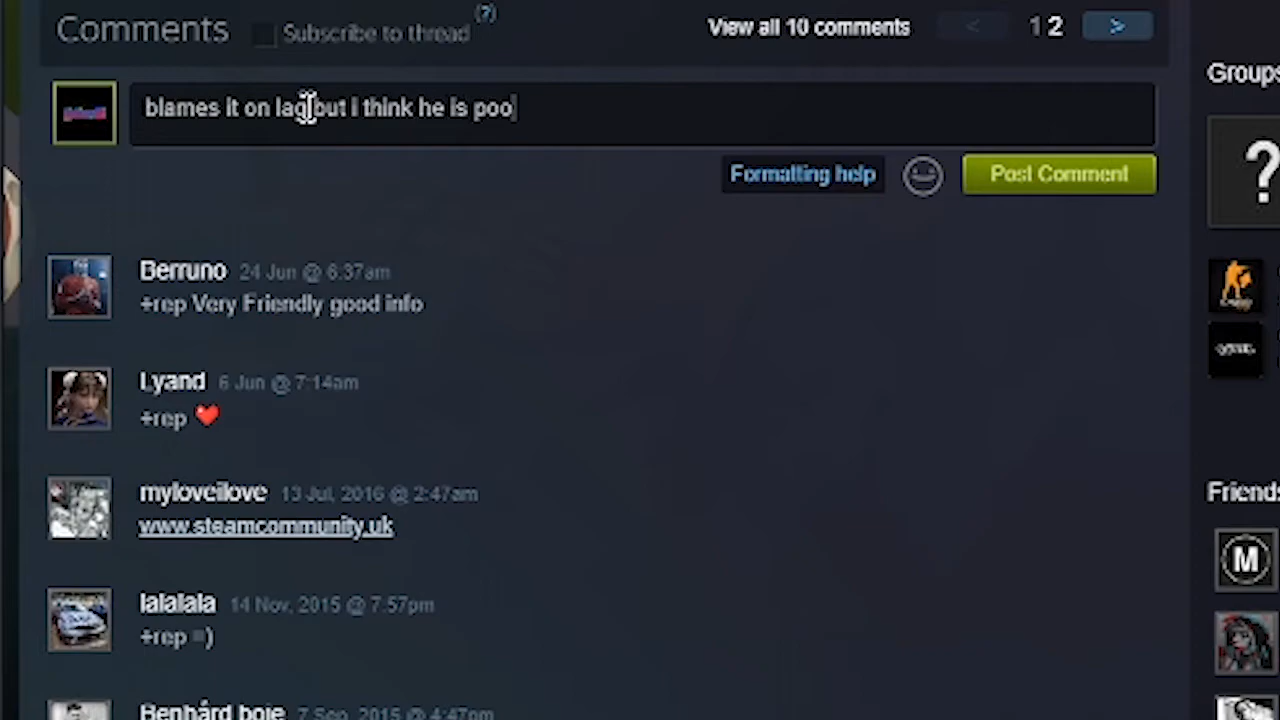 Comments
Subscribe to thread
(?)
View all 10 comments
<
1 2
>
Groups
blames it on lag but i think he is poo
Formatting help
Post Comment
?
Berruno 24 Jun @ 6:37am
+rep Very Friendly good info
Lyand 6 Jun @ 7:14am
+rep ❤
myloveilove 13 Jul, 2016 @ 2:47am
www.steamcommunity.uk
Friends
M
lalalala 14 Nov, 2015 @ 7:57pm
+rep =)
Benhård boje 7 Sep, 2015 @ 4:47pm